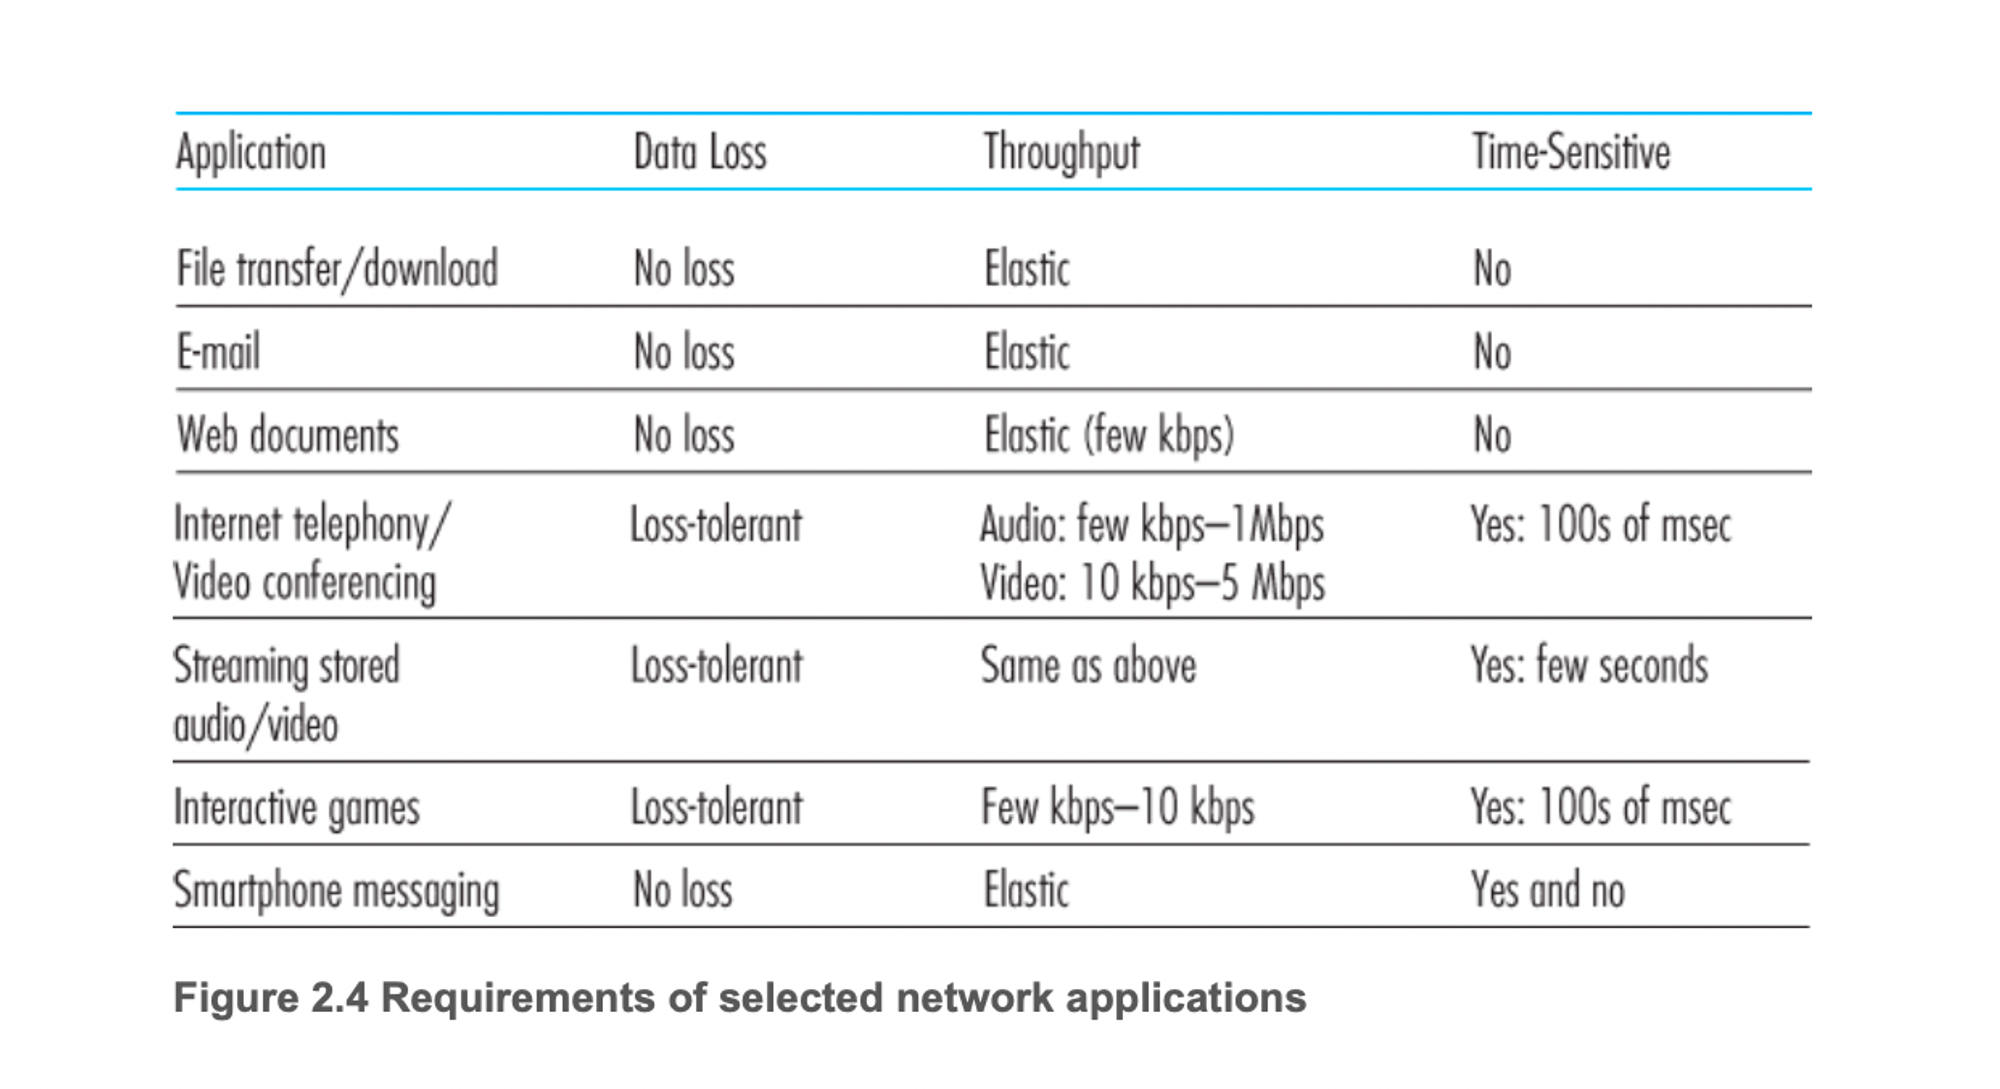 Application Data Loss Throughput Time-Sensitive
File transfer/download No loss Elastic No
E-mail No loss Elastic No
Web documents No loss Elastic (few kbps) No
Internet telephony/ Loss-tolerant Audio: few kbps–1Mbps Yes: 100s of msec
Video conferencing Video: 10 kbps–5 Mbps
Streaming stored Loss-tolerant Same as above Yes: few seconds
audio/video
Interactive games Loss-tolerant Few kbps–10 kbps Yes: 100s of msec
Smartphone messaging No loss Elastic Yes and no
Figure 2.4 Requirements of selected network applications